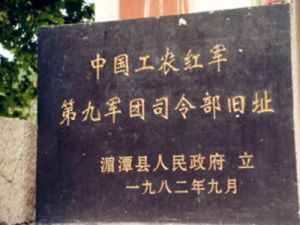 中国工农红军
第九军团司令部旧址
湄潭县人民政府 立
一九八二年九月